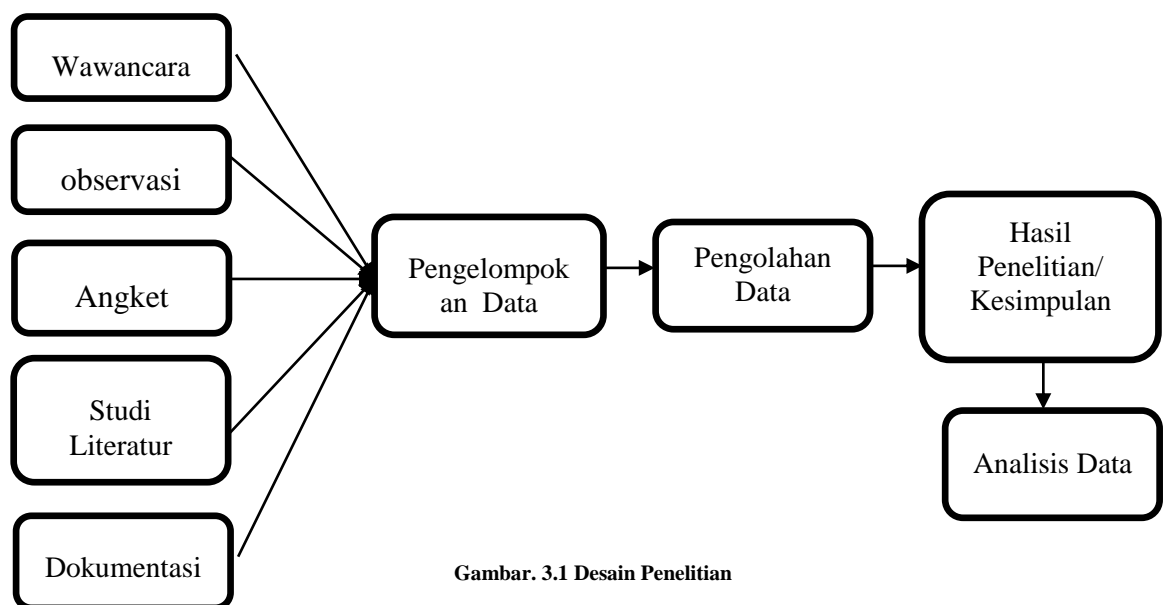 Wawancara
observasi
Angket
Studi
Literatur
Dokumentasi
Pengelompok
an Data
Pengolahan
Data
Hasil
Penelitian/
Kesimpulan
Analisis Data
Gambar. 3.1 Desain Penelitian